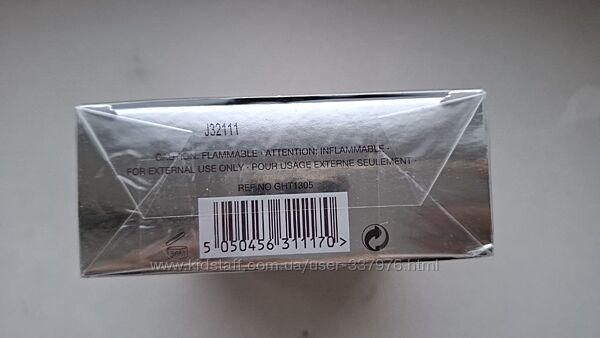 J32111
CAUTION: FLAMMABLE · ATTENTION: INFLAMMABLE ·
FOR EXTERNAL USE ONLY · POUR USAGE EXTERNE SEULEMENT ·
REF NO GHT1305
5 050456 311170>
www.kidstaff.com.ua/user-337976.html